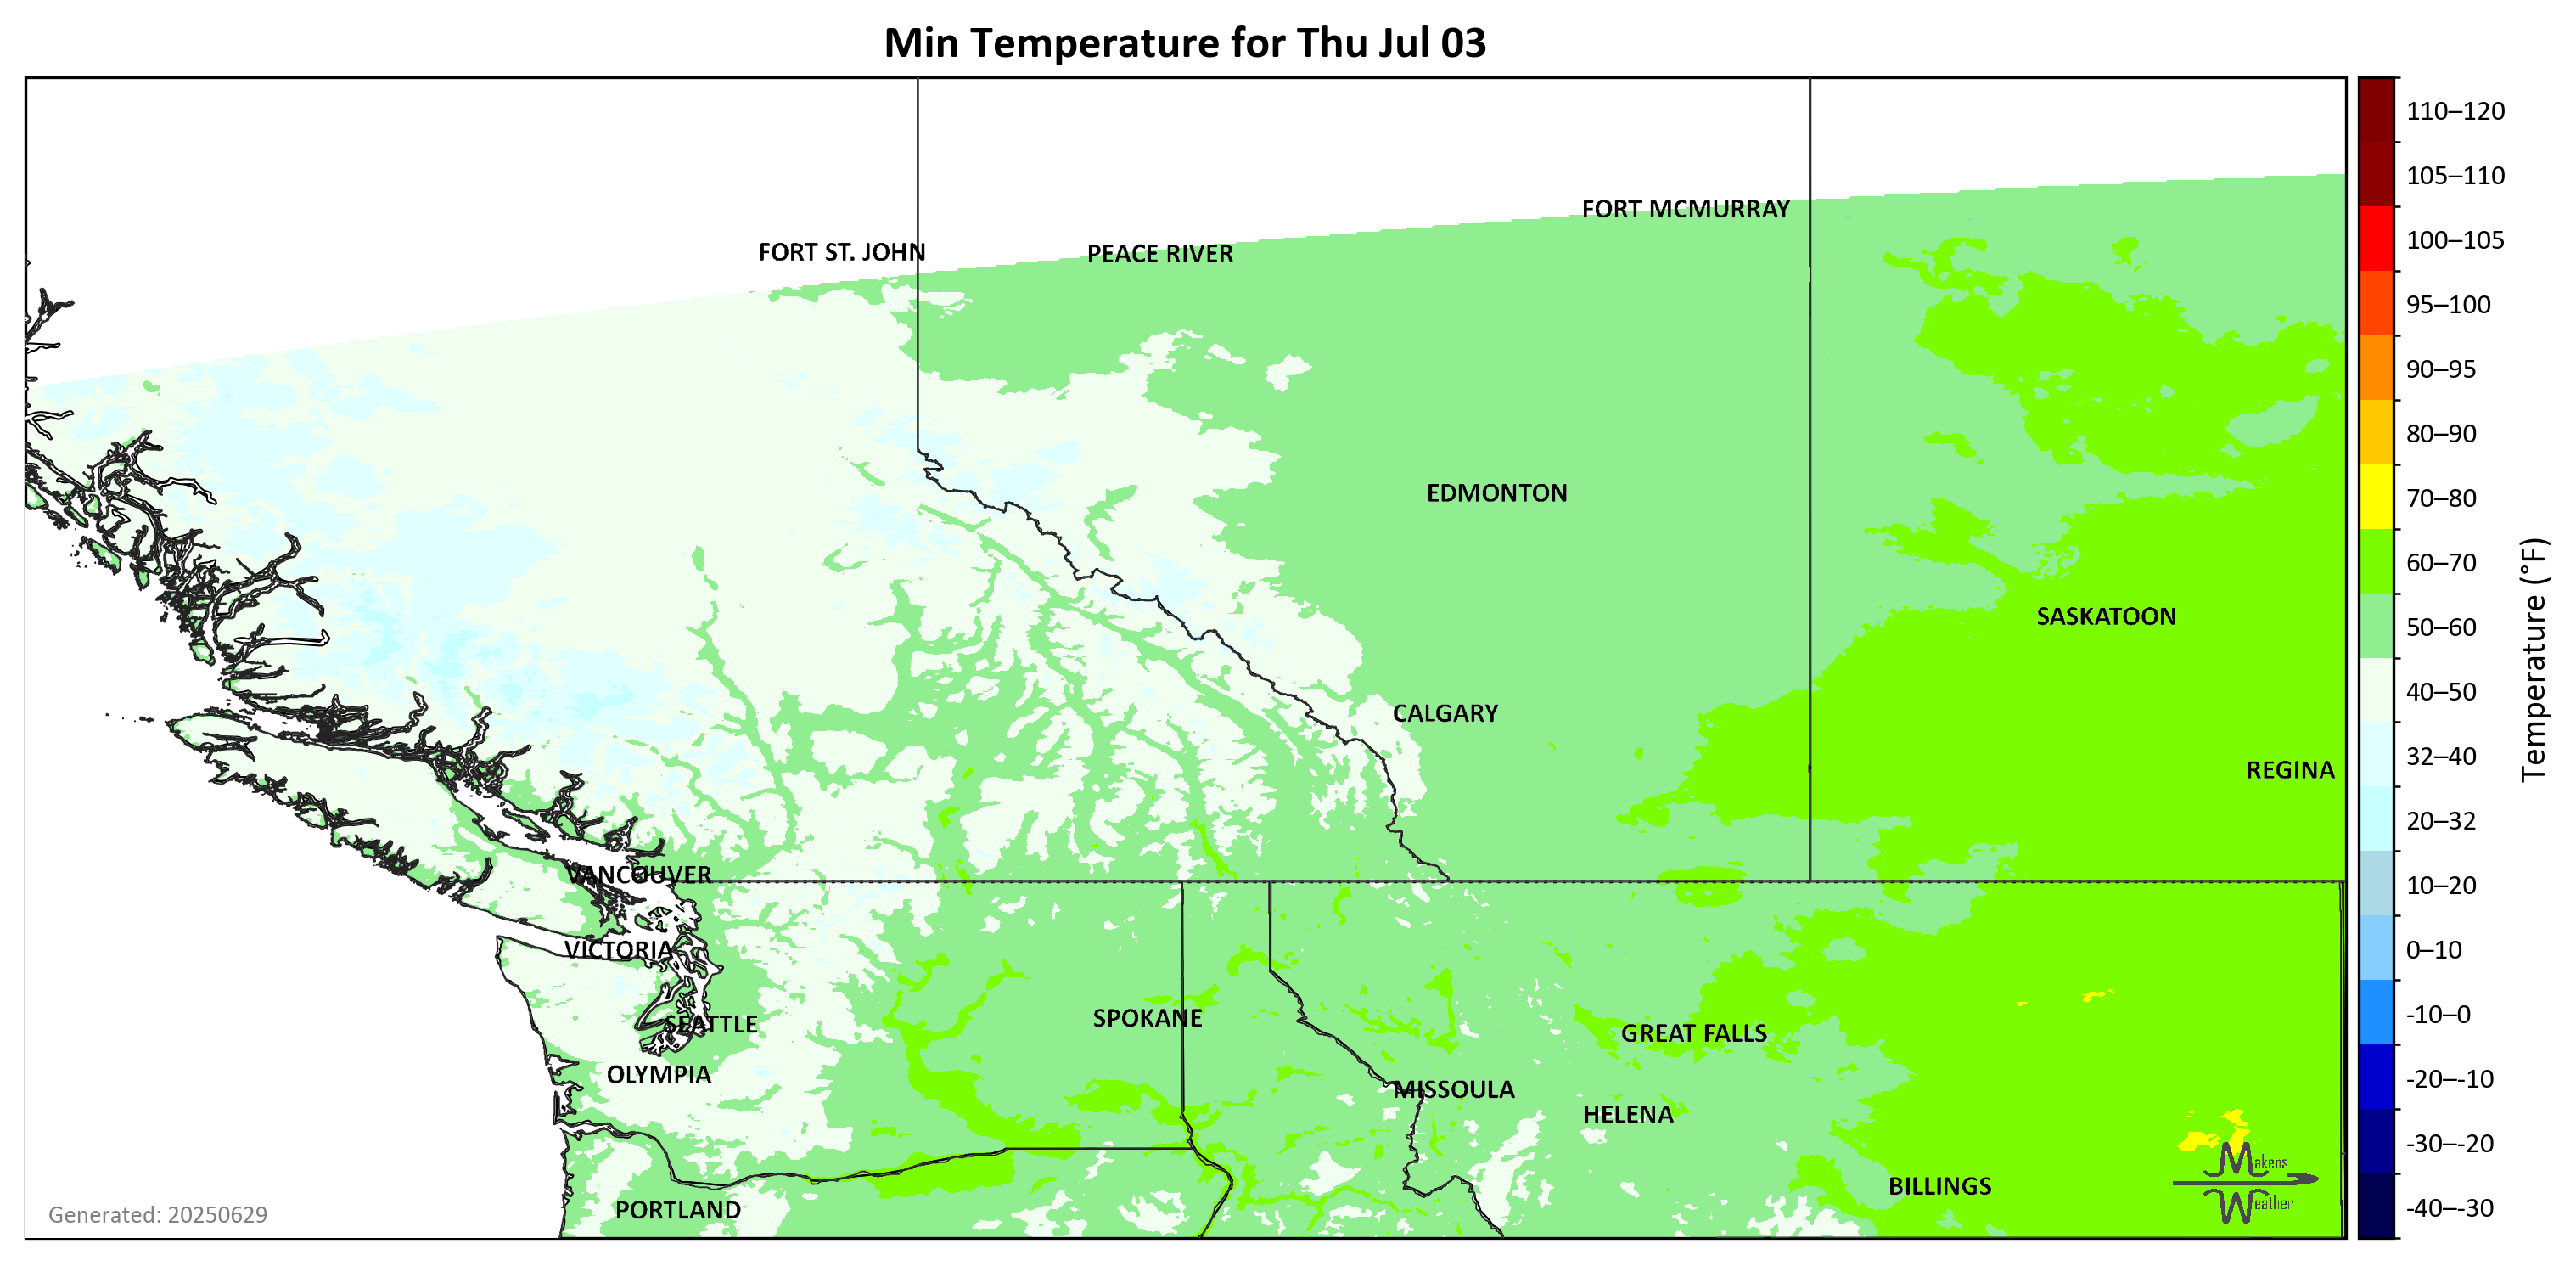 Min Temperature for Thu Jul 03
FORT MCMURRAY
FORT ST. JOHN
PEACE RIVER
EDMONTON
SASKATOON
CALGARY
REGINA
VANCOUVER
VICTORIA
SPOKANE
SEATTLE
GREAT FALLS
OLYMPIA
MISSOULA
HELENA
BILLINGS
PORTLAND
Makens
Weather
Generated: 20250629
110–120
105–110
100–105
95–100
90–95
80–90
70–80
60–70
50–60
40–50
32–40
20–32
10–20
0–10
-10–0
-20–-10
-30–-20
-40–-30
Temperature (°F)